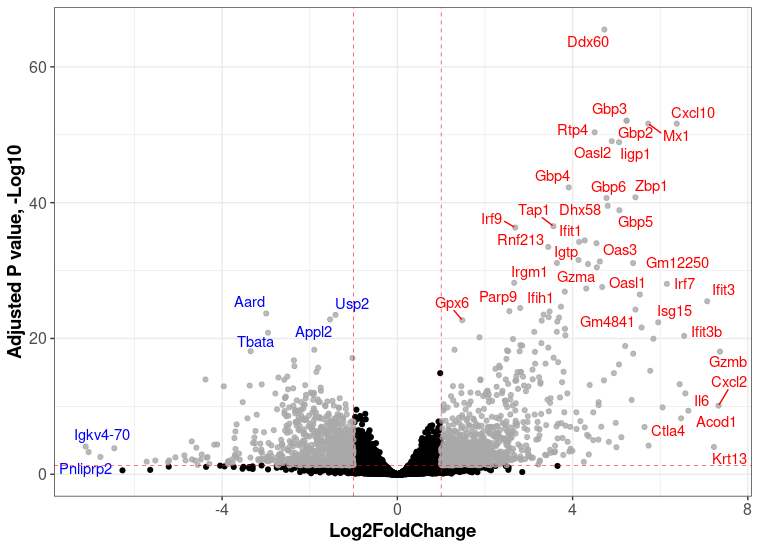 Ddx60
60
Gbp3
Cxcl10
Rtp4
Gbp2
Mx1
Oasl2
Iigp1
Gbp4
Gbp6
Zbp1
40
Irf9
Tap1
Dhx58
Gbp5
Ifit1
Rnf213
Igtp
Oas3
Gm12250
Irgm1
Gzma
Oasl1
Irf7
Ifit3
Aard
Usp2
Gpx6
Parp9
Ifih1
Isg15
Gm4841
Ifit3b
Appl2
20
Tbata
Gzmb
Cxcl2
Il6
Acod1
Igkv4-70
Ctla4
Pnliprp2
Krt13
0
-4
0
4
8
Log2FoldChange
Adjusted P value, -Log10